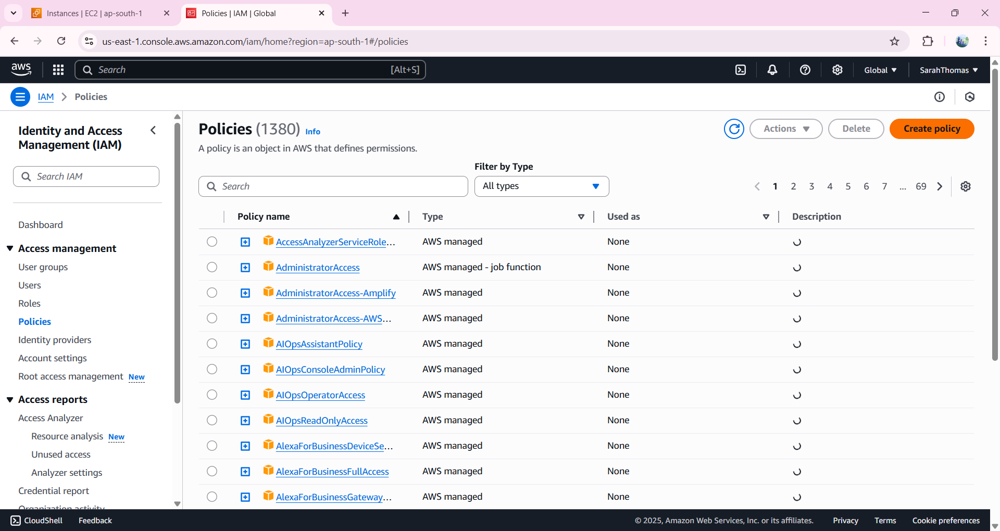 Instances | EC2 | ap-south-1
Policies | IAM | Global
us-east-1.console.aws.amazon.com/iam/home?region=ap-south-1#/policies
aws
Search
[Alt+S]
Global
SarahThomas
IAM
Policies
Identity and Access
Management (IAM)
Search IAM
Dashboard
Access management
User groups
Users
Roles
Policies
Identity providers
Account settings
Root access management New
Access reports
Access Analyzer
Resource analysis New
Unused access
Analyzer settings
Credential report
Organization activity
Policies (1380) Info
A policy is an object in AWS that defines permissions.
Actions
Delete
Create policy
Filter by Type
Search
All types
1 2 3 4 5 6 7 ... 69
Policy name Type Used as Description
AccessAnalyzerServiceRole... AWS managed None
AdministratorAccess AWS managed - job function None
AdministratorAccess-Amplify AWS managed None
AdministratorAccess-AWS... AWS managed None
AIOpsAssistantPolicy AWS managed None
AIOpsConsoleAdminPolicy AWS managed None
AIOpsOperatorAccess AWS managed None
AIOpsReadOnlyAccess AWS managed None
AlexaForBusinessDeviceSe... AWS managed None
AlexaForBusinessFullAccess AWS managed None
AlexaForBusinessGateway... AWS managed None
CloudShell Feedback © 2025, Amazon Web Services, Inc. or its affiliates. Privacy Terms Cookie preferences